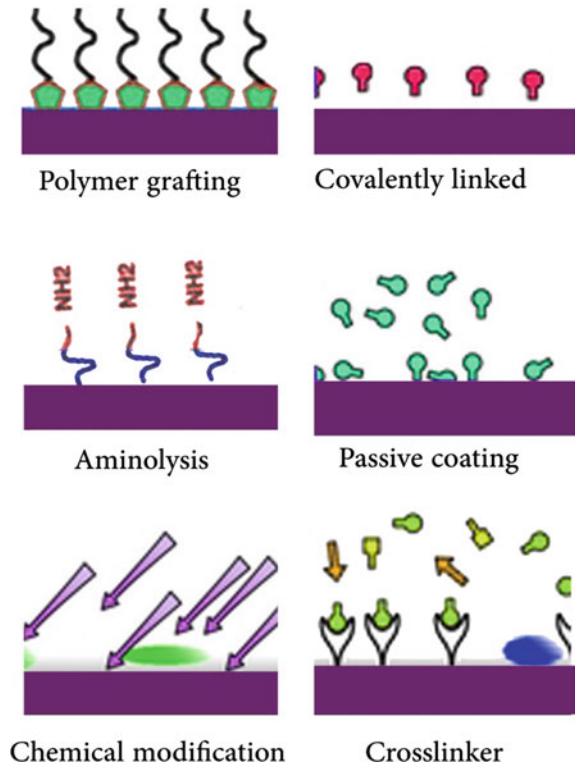 Polymer grafting
Covalently linked
NH2 NH2 NH2
Aminolysis
Passive coating
Chemical modification
Crosslinker